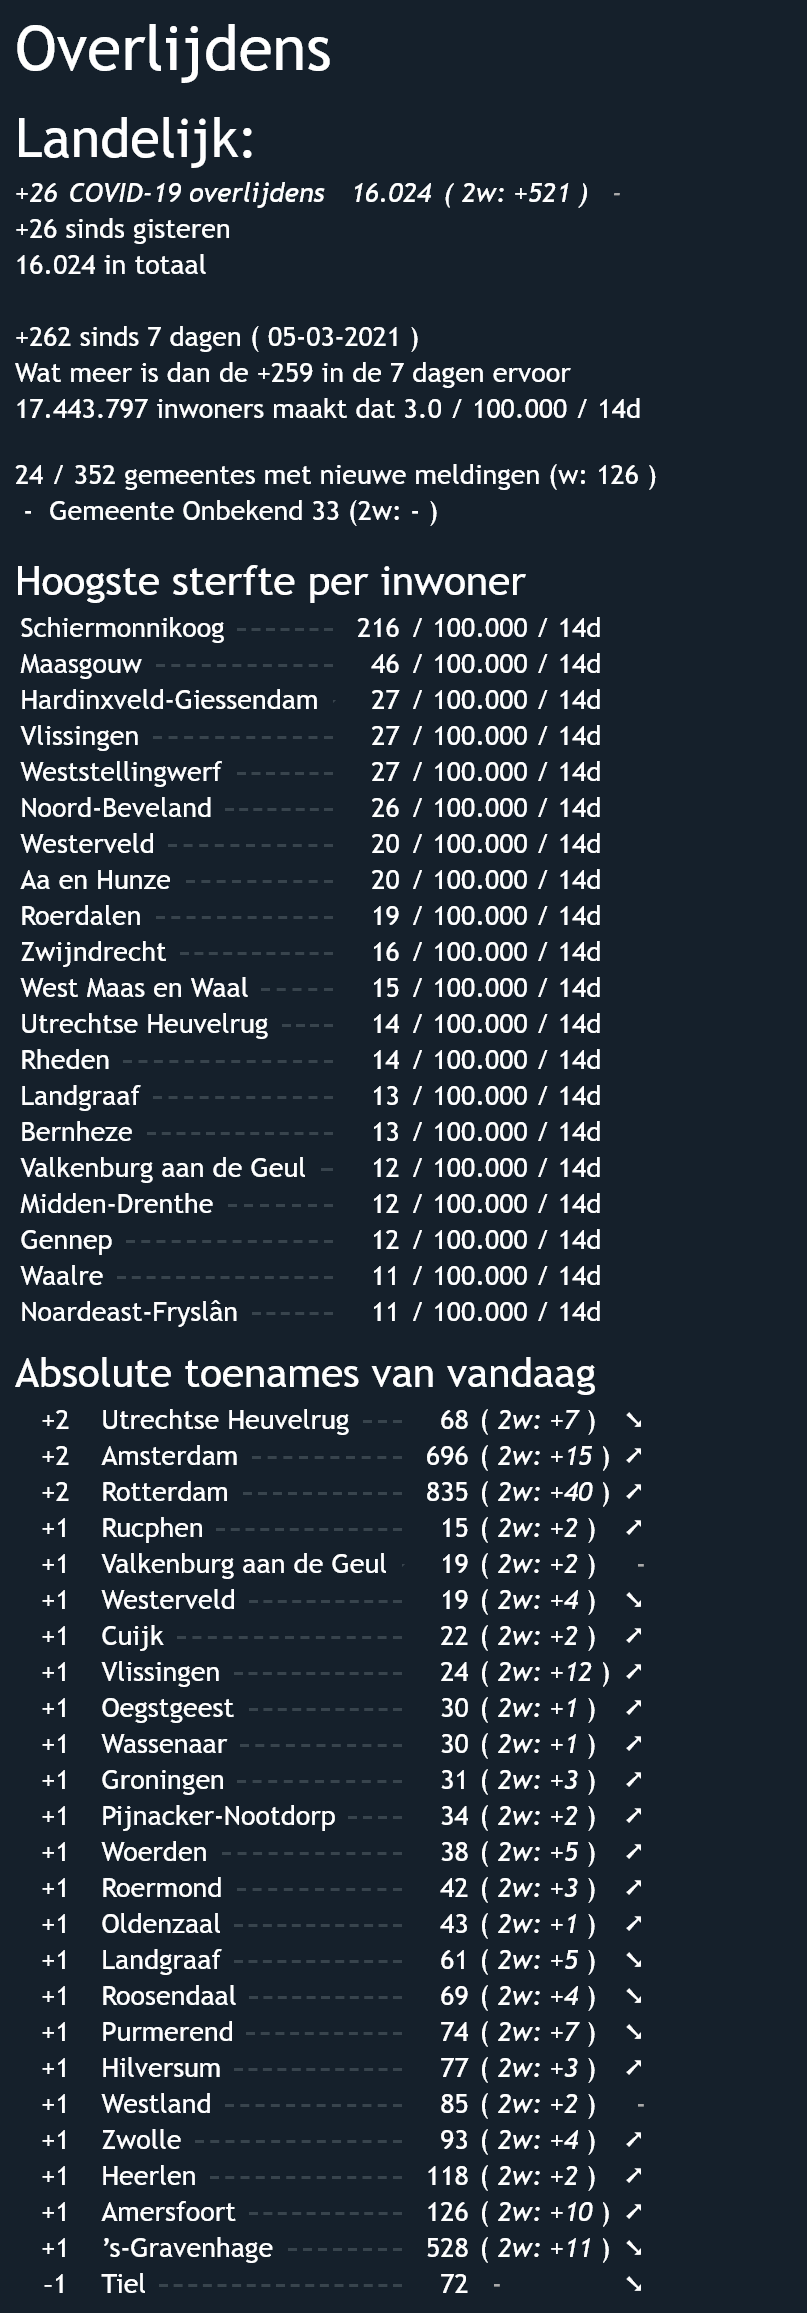 Overlijdens
Landelijk:
+26 COVID-19 overlijdens 16.024 ( 2w: +521 ) -
+26 sinds gisteren
16.024 in totaal
+262 sinds 7 dagen ( 05-03-2021 )
Wat meer is dan de +259 in de 7 dagen ervoor
17.443.797 inwoners maakt dat 3.0 / 100.000 / 14d
24 / 352 gemeentes met nieuwe meldingen (w: 126 )
- Gemeente Onbekend 33 (2w: - )
Hoogste sterfte per inwoner
Schiermonnikoog ------- 216 / 100.000 / 14d
Maasgouw ------------ 46 / 100.000 / 14d
Hardinxveld-Giessendam 27 / 100.000 / 14d
Vlissingen ------------ 27 / 100.000 / 14d
Weststellingwerf ------- 27 / 100.000 / 14d
Noord-Beveland -------- 26 / 100.000 / 14d
Westerveld ----------- 20 / 100.000 / 14d
Aa en Hunze ---------- 20 / 100.000 / 14d
Roerdalen ------------ 19 / 100.000 / 14d
Zwijndrecht ----------- 16 / 100.000 / 14d
West Maas en Waal ----- 15 / 100.000 / 14d
Utrechtse Heuvelrug ---- 14 / 100.000 / 14d
Rheden -------------- 14 / 100.000 / 14d
Landgraaf ------------ 13 / 100.000 / 14d
Bernheze ------------- 13 / 100.000 / 14d
Valkenburg aan de Geul - 12 / 100.000 / 14d
Midden-Drenthe ------- 12 / 100.000 / 14d
Gennep -------------- 12 / 100.000 / 14d
Waalre --------------- 11 / 100.000 / 14d
Noardeast-Fryslân ------ 11 / 100.000 / 14d
Absolute toenames van vandaag
+2 Utrechtse Heuvelrug --- 68 ( 2w: +7 ) ➘
+2 Amsterdam ---------- 696 ( 2w: +15 ) ➚
+2 Rotterdam ----------- 835 ( 2w: +40 ) ➚
+1 Rucphen ------------- 15 ( 2w: +2 ) ➚
+1 Valkenburg aan de Geul 19 ( 2w: +2 ) -
+1 Westerveld ----------- 19 ( 2w: +4 ) ➘
+1 Cuijk --------------- 22 ( 2w: +2 ) ➚
+1 Vlissingen ------------ 24 ( 2w: +12 ) ➚
+1 Oegstgeest ----------- 30 ( 2w: +1 ) ➚
+1 Wassenaar ----------- 30 ( 2w: +1 ) ➚
+1 Groningen ----------- 31 ( 2w: +3 ) ➚
+1 Pijnacker-Nootdorp ---- 34 ( 2w: +2 ) ➚
+1 Woerden ------------ 38 ( 2w: +5 ) ➚
+1 Roermond ----------- 42 ( 2w: +3 ) ➚
+1 Oldenzaal ------------ 43 ( 2w: +1 ) ➚
+1 Landgraaf ------------ 61 ( 2w: +5 ) ➘
+1 Roosendaal ----------- 69 ( 2w: +4 ) ➘
+1 Purmerend ----------- 74 ( 2w: +7 ) ➘
+1 Hilversum ------------ 77 ( 2w: +3 ) ➚
+1 Westland ------------ 85 ( 2w: +2 ) -
+1 Zwolle -------------- 93 ( 2w: +4 ) ➚
+1 Heerlen ------------- 118 ( 2w: +2 ) ➚
+1 Amersfoort ----------- 126 ( 2w: +10 ) ➚
+1 ’s-Gravenhage -------- 528 ( 2w: +11 ) ➘
-1 Tiel ----------------- 72 - ➘